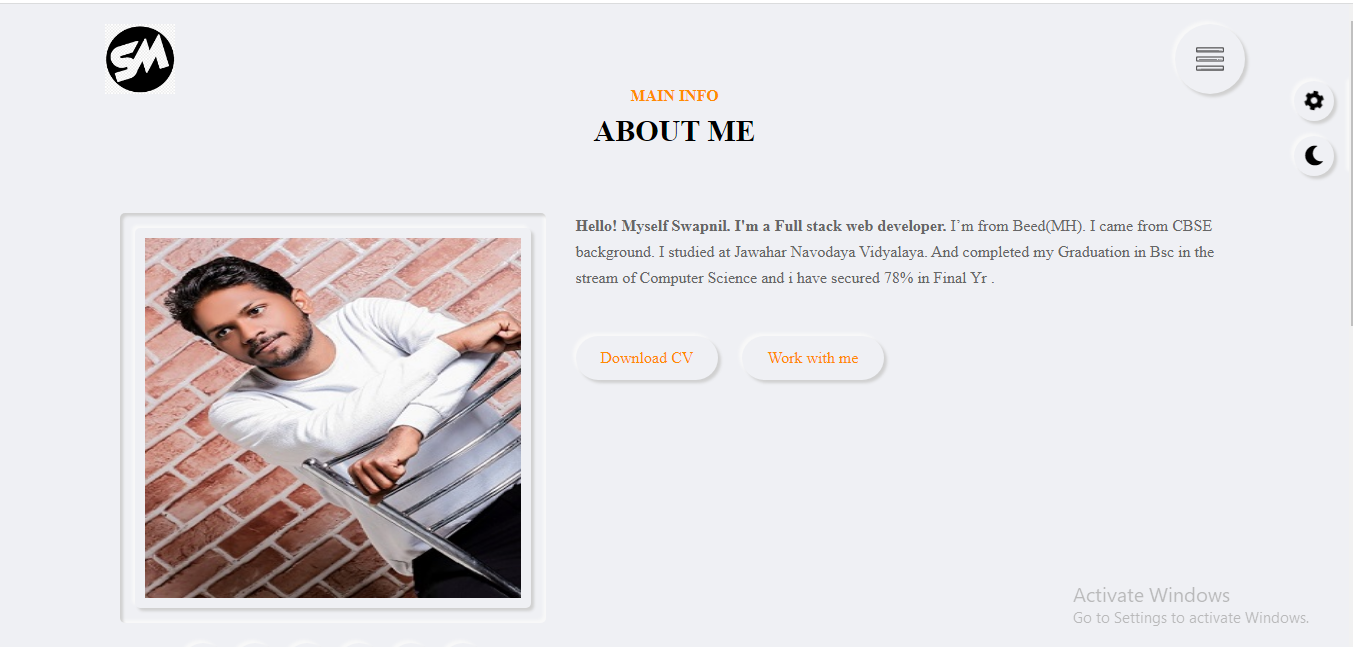 SM
MAIN INFO
ABOUT ME
Hello! Myself Swapnil. I'm a Full stack web developer. I’m from Beed(MH). I came from CBSE
background. I studied at Jawahar Navodaya Vidyalaya. And completed my Graduation in Bsc in the
stream of Computer Science and i have secured 78% in Final Yr .
Download CV
Work with me
Activate Windows
Go to Settings to activate Windows.